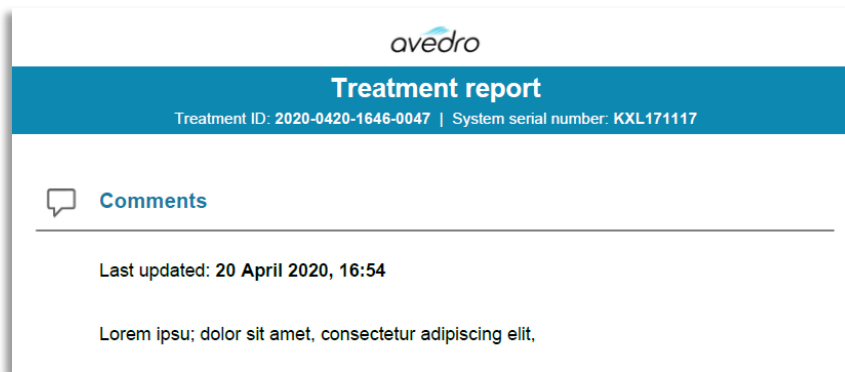 avedro
Treatment report
Treatment ID: 2020-0420-1646-0047 | System serial number: KXL171117
Comments
Last updated: 20 April 2020, 16:54
Lorem ipsu; dolor sit amet, consectetur adipiscing elit,